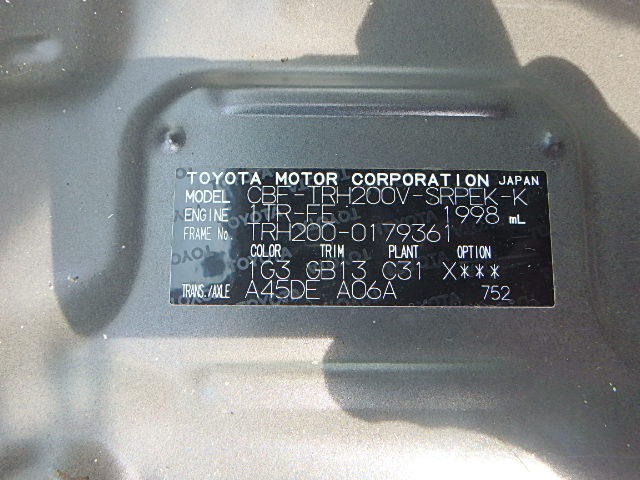 TOYOTA MOTOR CORPORATION JAPAN
MODEL CBF-TRH200V-SRPEK-K
ENGINE 1TR-FE 1998 mL
FRAME No. TRH200-0179361
COLOR TRIM PLANT OPTION
1G3 GB13 C31 X***
TRANS./AXLE A45DE A06A 752